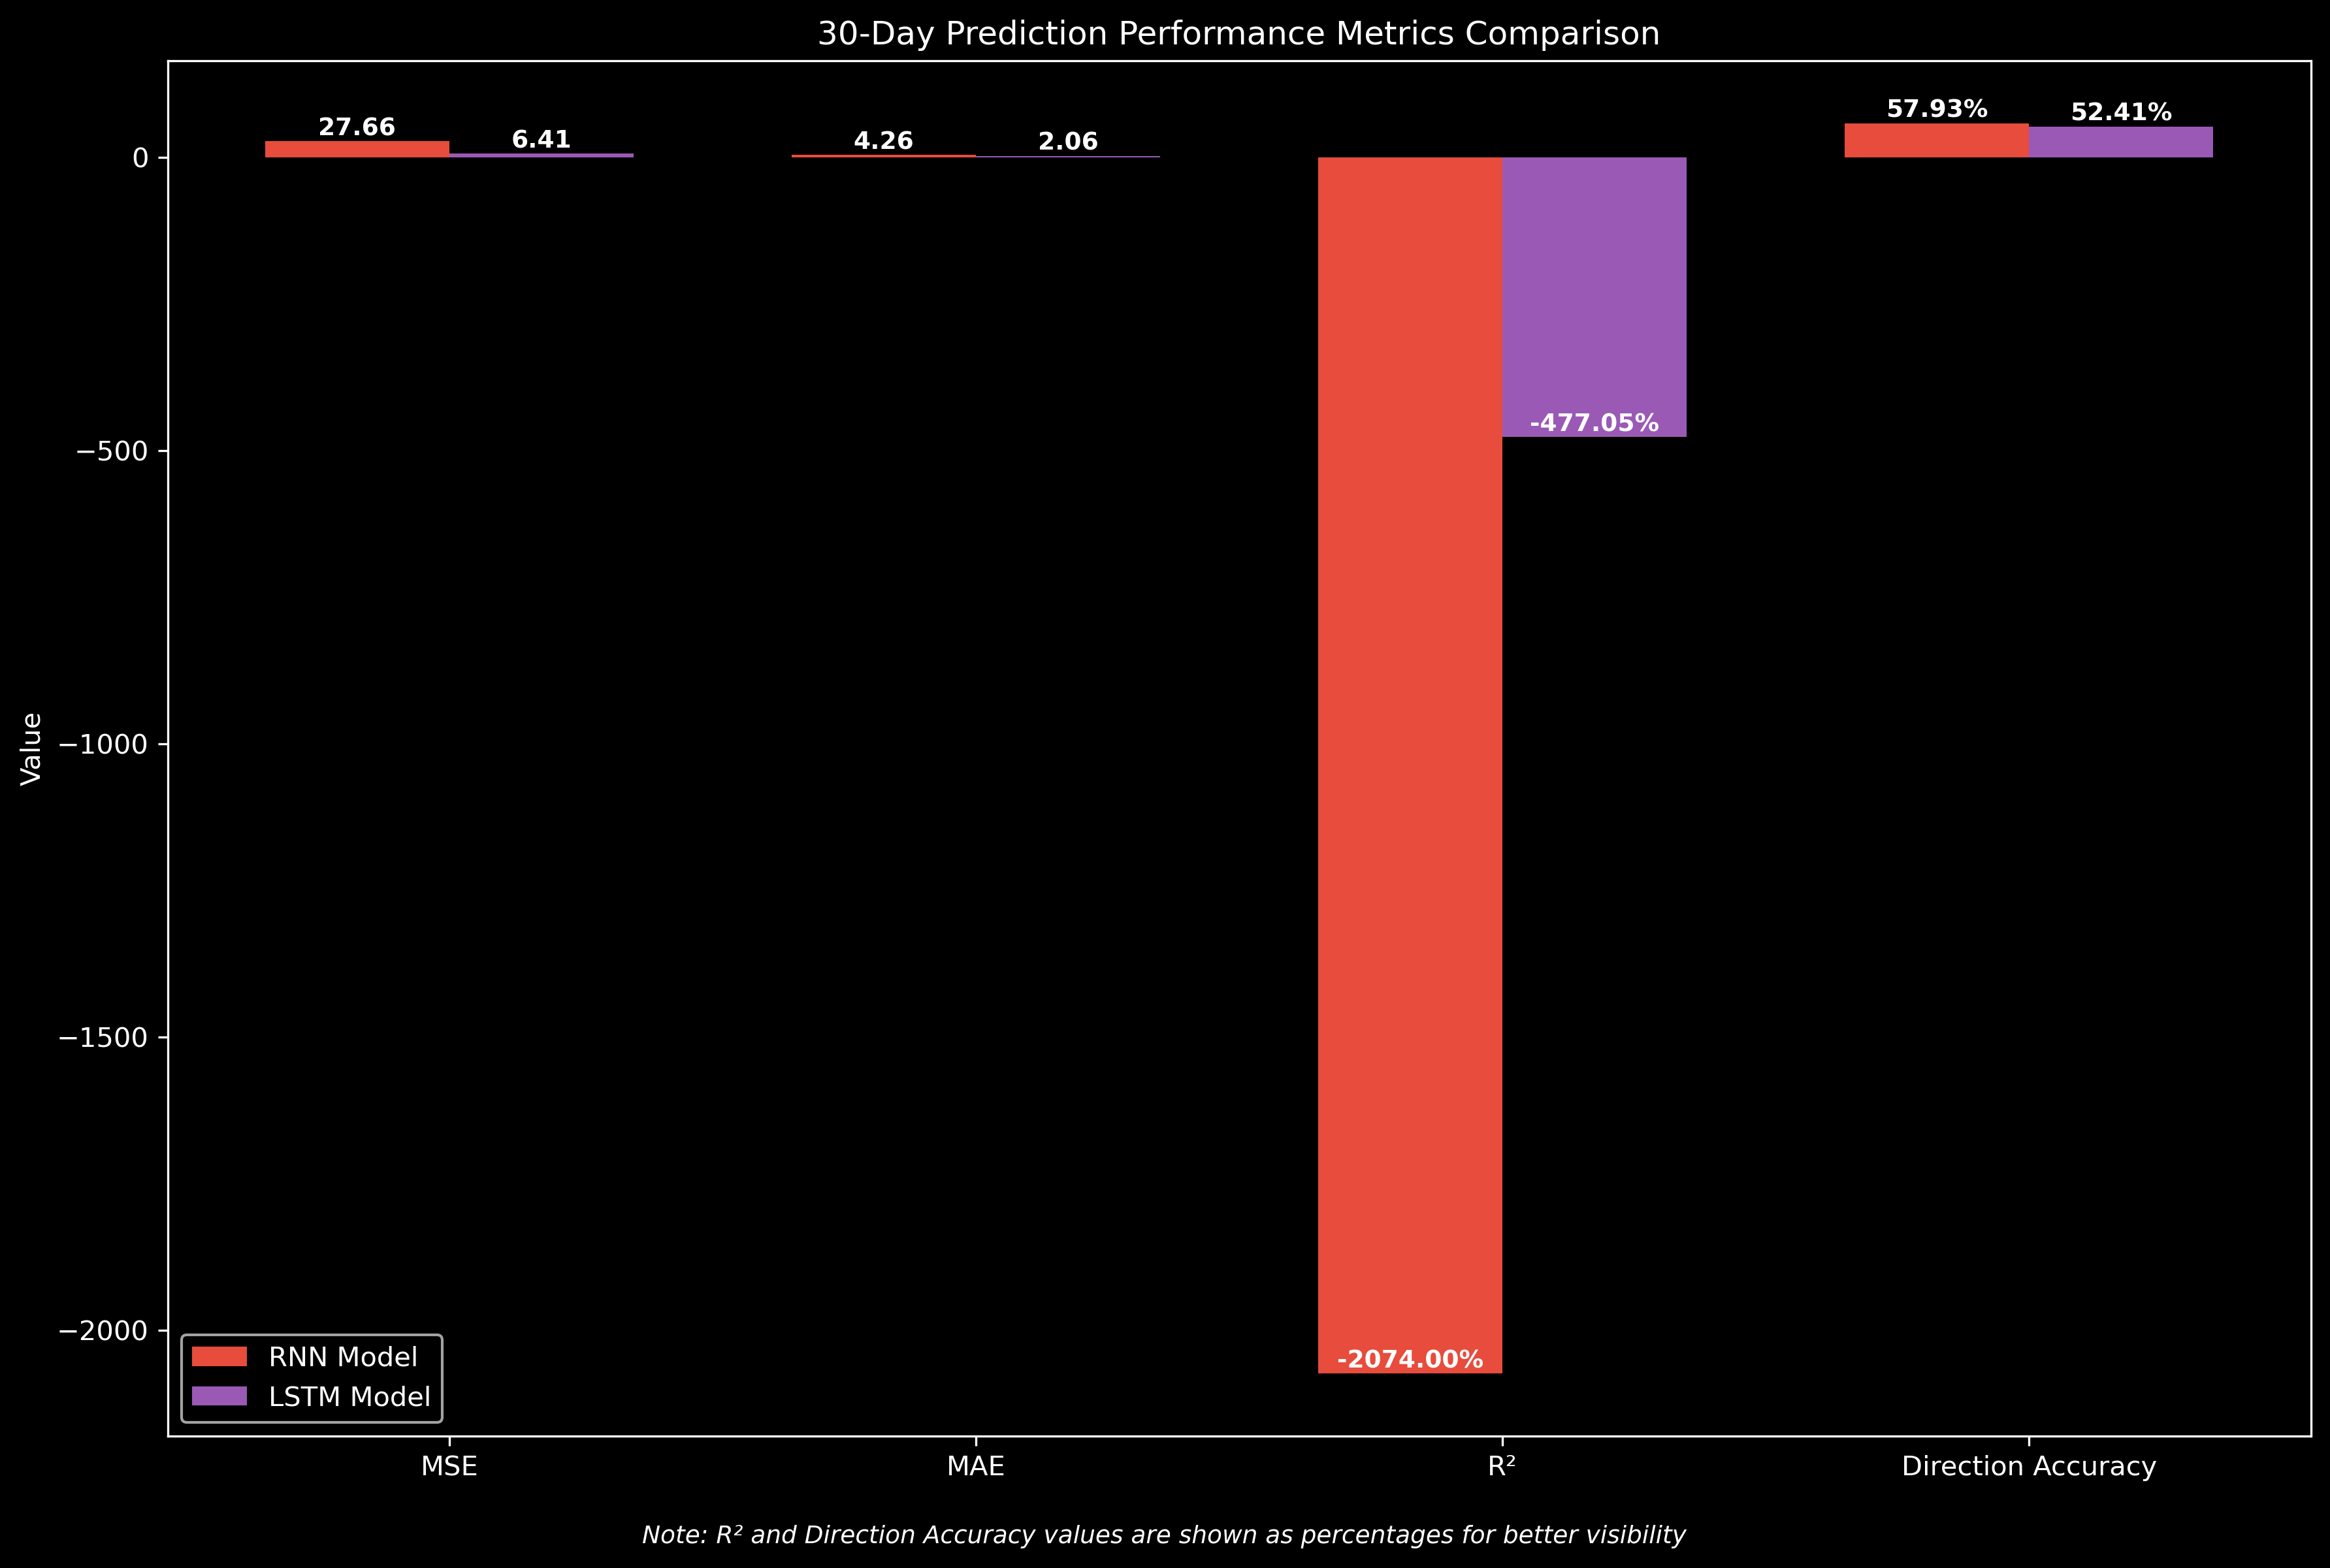 30-Day Prediction Performance Metrics Comparison
27.66
6.41
4.26
2.06
57.93%
52.41%
-477.05%
-2074.00%
Value
0
−500
−1000
−1500
−2000
RNN Model
LSTM Model
MSE
MAE
R²
Direction Accuracy
Note: R² and Direction Accuracy values are shown as percentages for better visibility